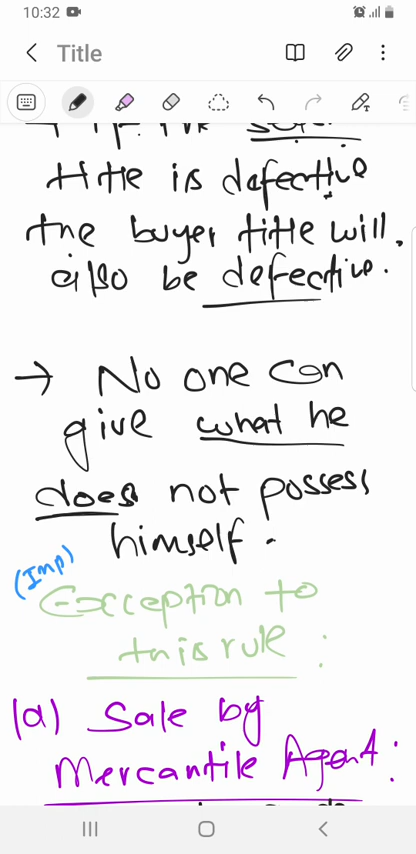 10:32
Title
title is defective
the buyer title will.
also be defective.
→ No one can
give what he
does not possess
himself.
(Imp)
Exception to
this rule:
(a) Sale by
Mercantile Agent: